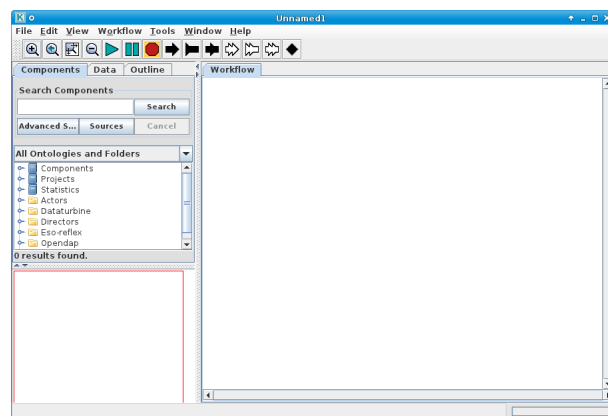 Unnamed1
File Edit View Workflow Tools Window Help
Components Data Outline
Workflow
Search Components
Search
Advanced S... Sources Cancel
All Ontologies and Folders
Components
Projects
Statistics
Actors
Dataturbine
Directors
Eso-reflex
Opendap
0 results found.